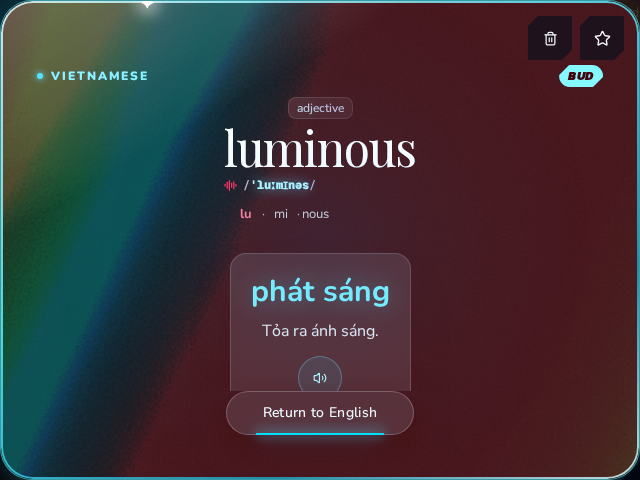 VIETNAMESE
BUD
adjective
luminous
/ˈluːmɪnəs/
lu · mi · nous
phát sáng
Tỏa ra ánh sáng.
Return to English